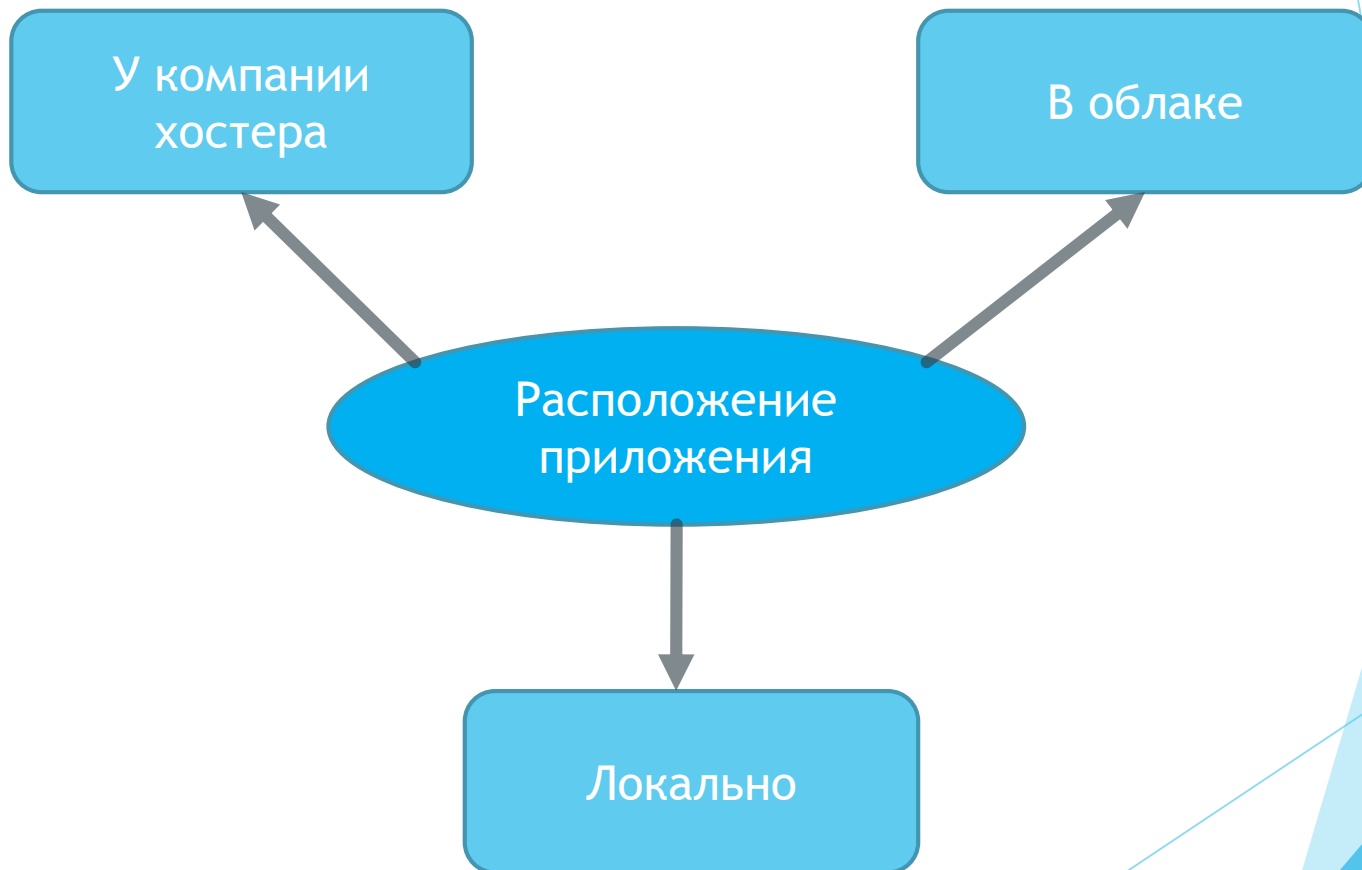 У компании
хостера
В облаке
Расположение
приложения
Локально